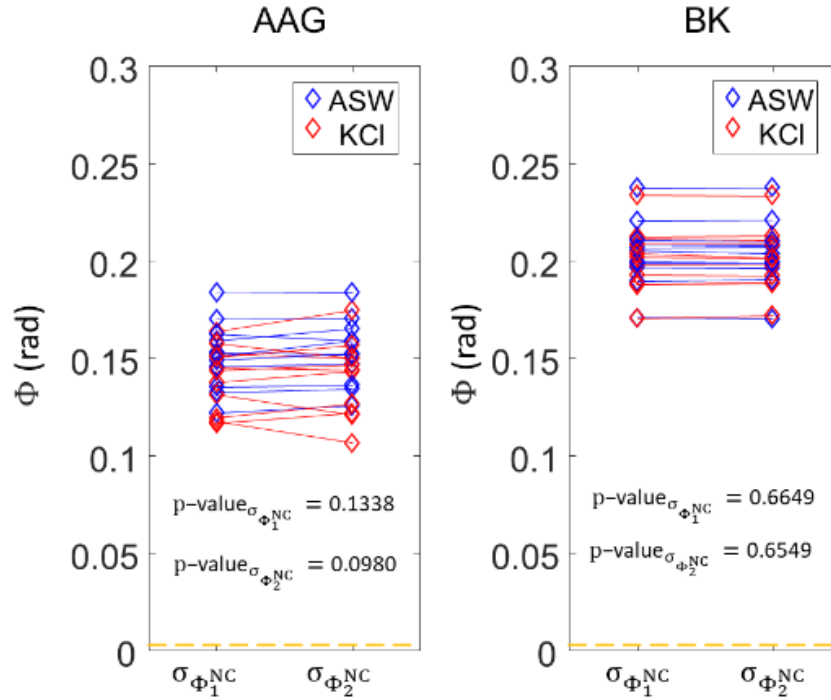 AAG
0.3
0.25
0.2
0.15
0.1
0.05
0
Φ (rad)
ASW
KCl
p–value_{σ_{Φ_1^{NC}}} = 0.1338
p–value_{σ_{Φ_2^{NC}}} = 0.0980
σ_{Φ_1^{NC}} σ_{Φ_2^{NC}}
BK
0.3
0.25
0.2
0.15
0.1
0.05
0
Φ (rad)
ASW
KCl
p–value_{σ_{Φ_1^{NC}}} = 0.6649
p–value_{σ_{Φ_2^{NC}}} = 0.6549
σ_{Φ_1^{NC}} σ_{Φ_2^{NC}}